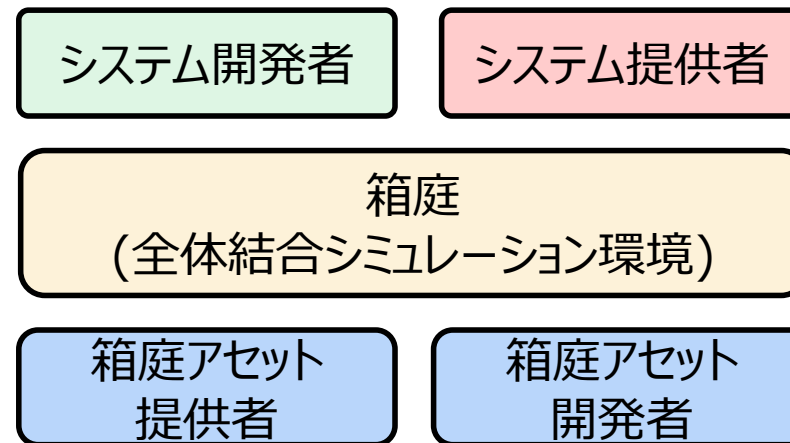 システム開発者
システム提供者
箱庭
(全体結合シミュレーション環境)
箱庭アセット
提供者
箱庭アセット
開発者